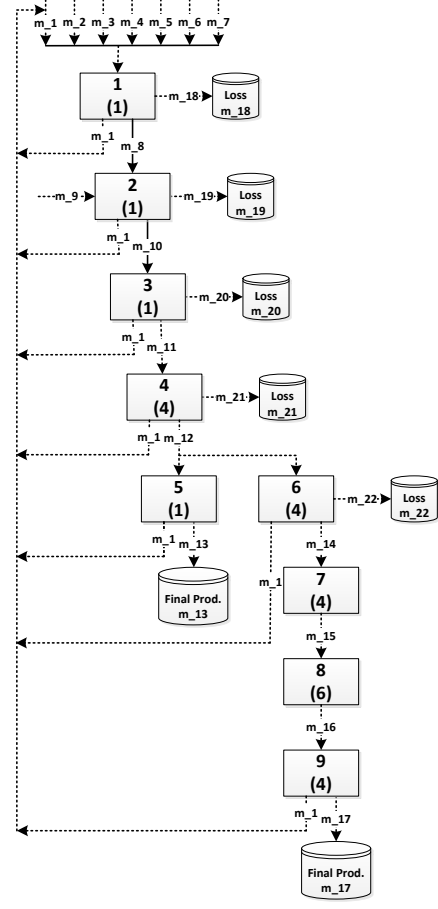 m_1 m_2 m_3 m_4 m_5 m_6 m_7
1
(1)
m_18
Loss
m_18
m_1
m_8
2
(1)
m_9
m_19
Loss
m_19
m_1
m_10
3
(1)
m_20
Loss
m_20
m_1
m_11
4
(4)
m_21
Loss
m_21
m_1 m_12
5
(1)
6
(4)
m_22
Loss
m_22
m_1 m_13
m_14
m_1
Final Prod.
m_13
7
(4)
m_15
8
(6)
m_16
9
(4)
m_1
m_17
Final Prod.
m_17